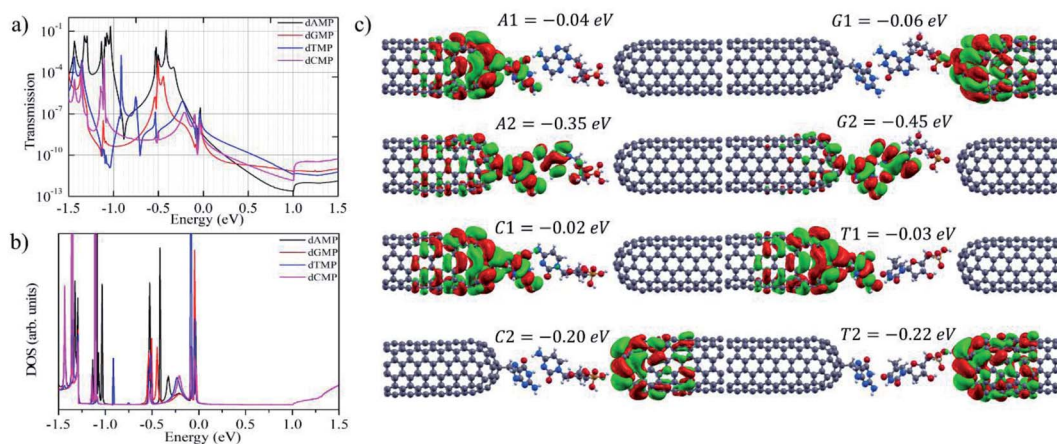 a)
10⁻¹
10⁻⁴
10⁻⁷
10⁻¹⁰
10⁻¹³
Transmission
dAMP
dGMP
dTMP
dCMP
-1.5 -1.0 -0.5 0.0 0.5 1.0 1.5
Energy (eV)
b)
DOS (arb. units)
dAMP
dGMP
dTMP
dCMP
-1.5 -1.0 -0.5 0.0 0.5 1.0 1.5
Energy (eV)
c)
A1 = −0.04 eV
G1 = −0.06 eV
A2 = −0.35 eV
G2 = −0.45 eV
C1 = −0.02 eV
T1 = −0.03 eV
C2 = −0.20 eV
T2 = −0.22 eV